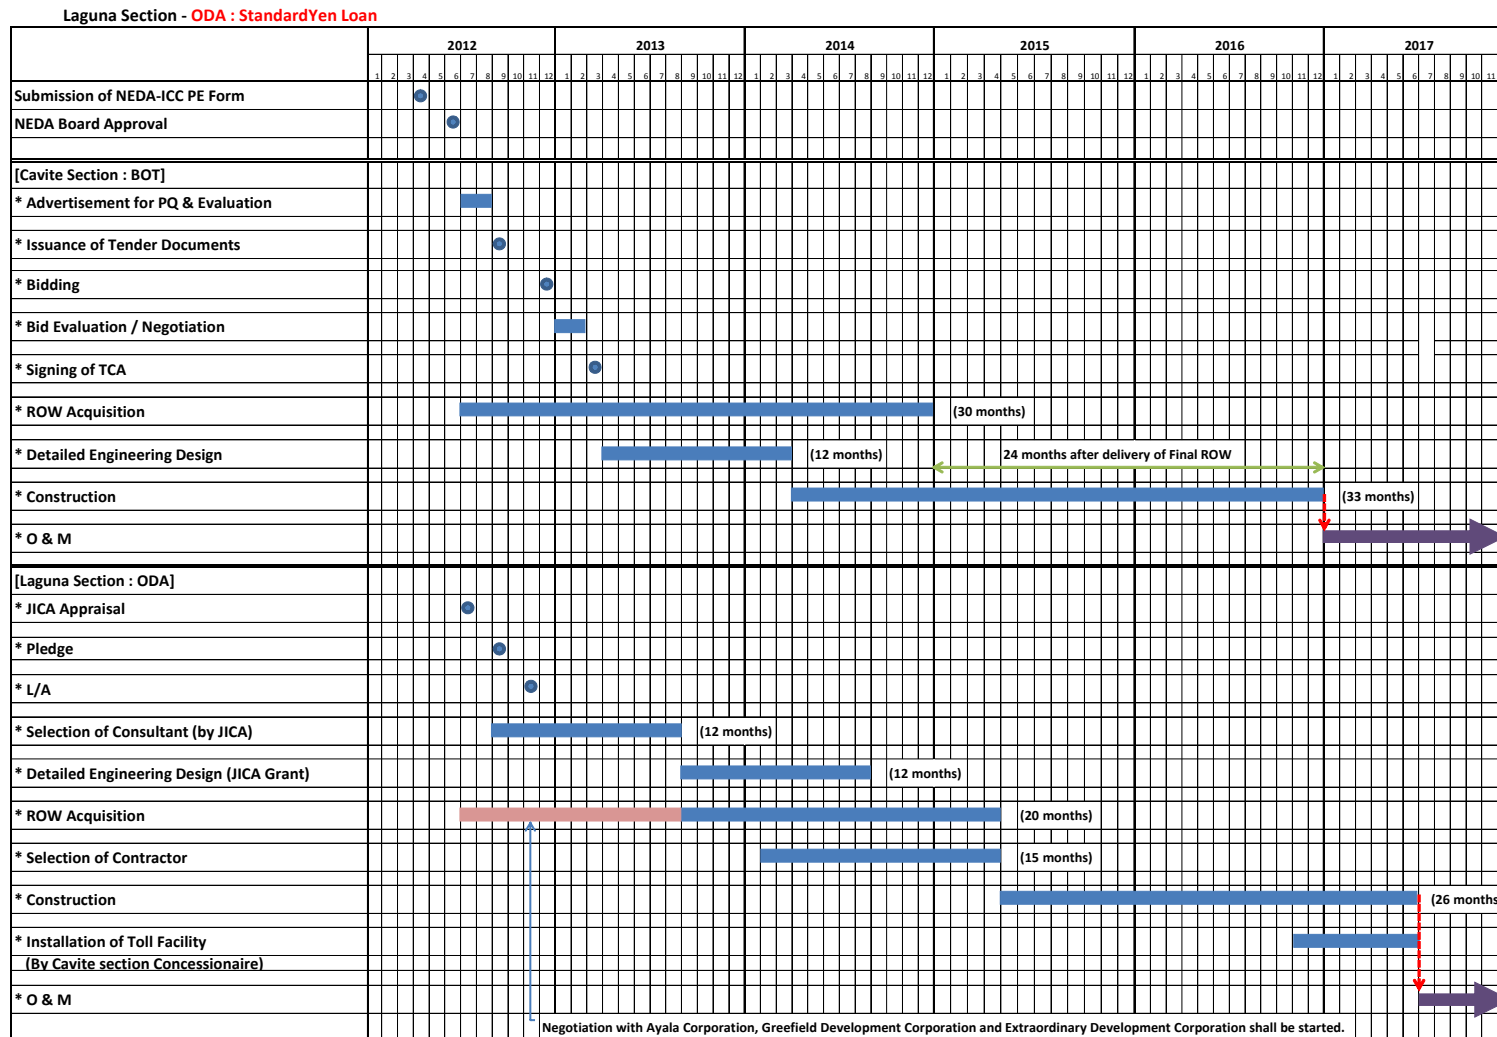 Laguna Section - ODA : StandardYen Loan
2012 2013 2014 2015 2016 2017
1 2 3 4 5 6 7 8 9 10 11 12 1 2 3 4 5 6 7 8 9 10 11 12 1 2 3 4 5 6 7 8 9 10 11 12 1 2 3 4 5 6 7 8 9 10 11 12 1 2 3 4 5 6 7 8 9 10 11 12 1 2 3 4 5 6 7 8 9 10 11
Submission of NEDA-ICC PE Form
NEDA Board Approval
[Cavite Section : BOT]
* Advertisement for PQ & Evaluation
* Issuance of Tender Documents
* Bidding
* Bid Evaluation / Negotiation
* Signing of TCA
* ROW Acquisition (30 months)
* Detailed Engineering Design (12 months) 24 months after delivery of Final ROW
* Construction (33 months)
* O & M
[Laguna Section : ODA]
* JICA Appraisal
* Pledge
* L/A
* Selection of Consultant (by JICA) (12 months)
* Detailed Engineering Design (JICA Grant) (12 months)
* ROW Acquisition (20 months)
* Selection of Contractor (15 months)
* Construction (26 months
* Installation of Toll Facility
(By Cavite section Concessionaire)
* O & M
Negotiation with Ayala Corporation, Greefield Development Corporation and Extraordinary Development Corporation shall be started.